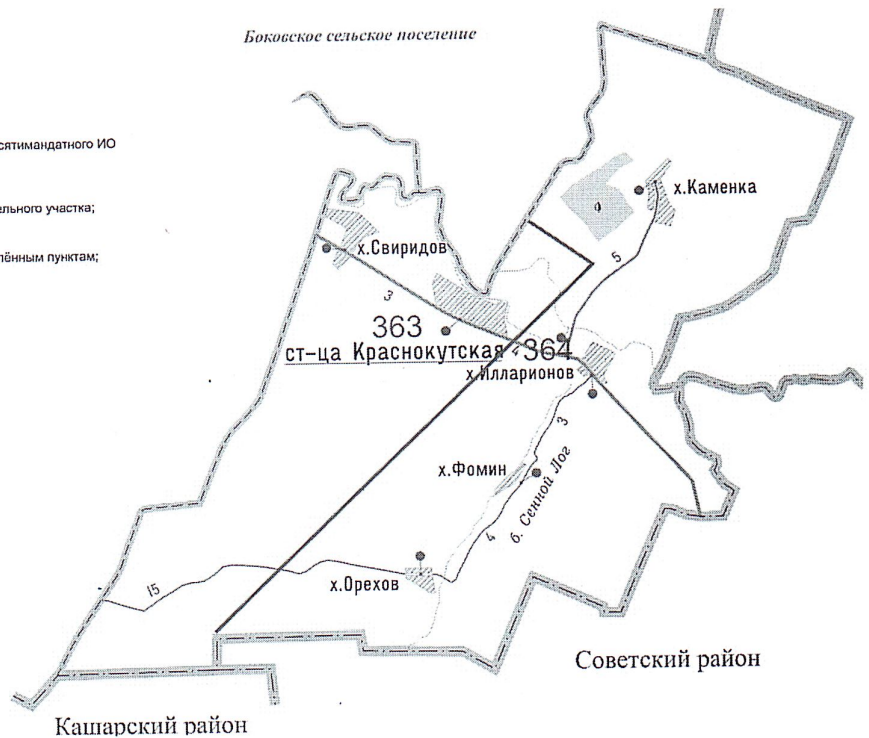 Боковское сельское поселение
сятимандатного ИО
ельного участка;
лённым пунктам;
х.Каменка
х.Свиридов
5
3
363
364
ст-ца Краснокутская
4
х.Илларионов
3
х.Фомин
б. Сенной Лог
4
х.Орехов
15
Советский район
Кашарский район